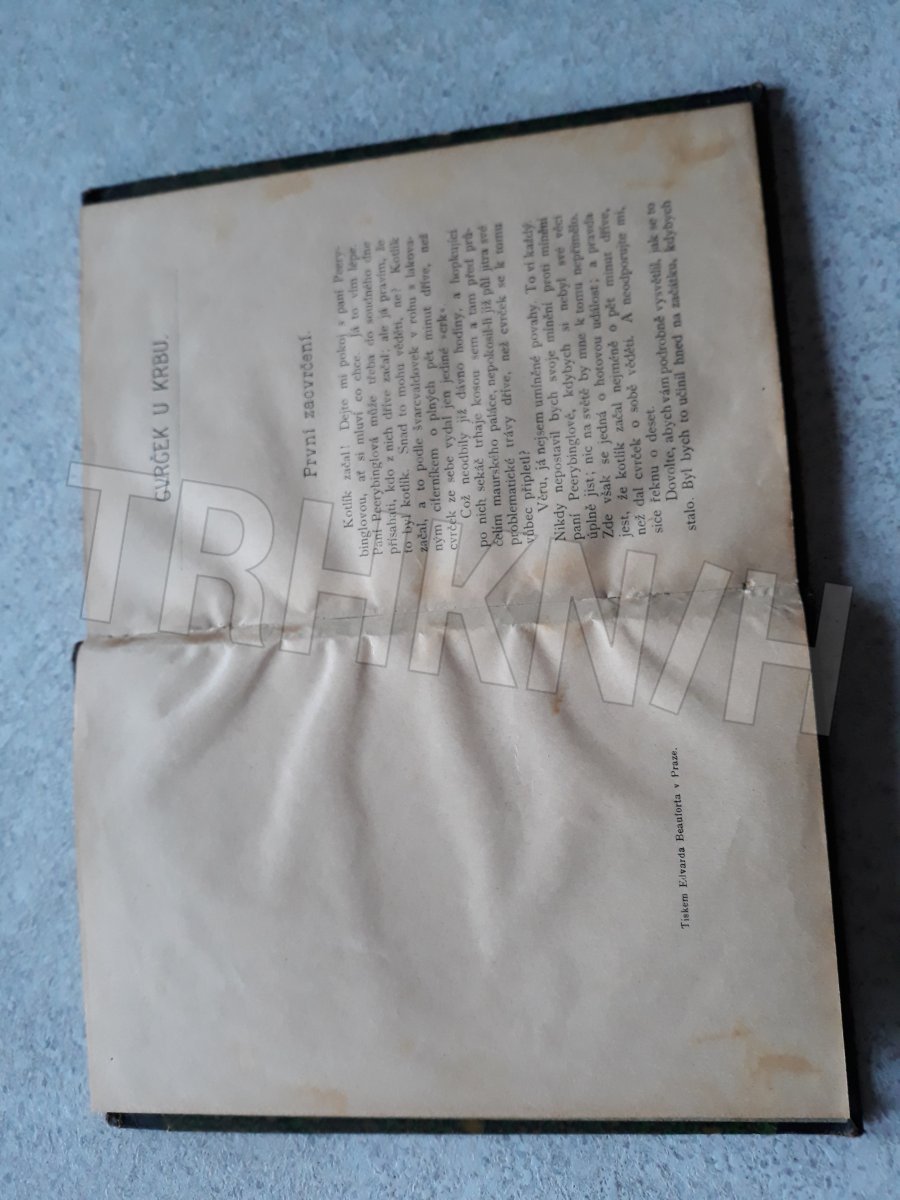 Tiskem Edvarda Beauforta v Praze.
CVRČEK U KRBU.
První zacvrčení.
Kotlík začal! Dejte mi pokoj s paní Peery-
binglovou, ať si mluví co chce. Já to vím lépe.
Paní Peerybinglová může třeba do soudného dne
přísahati, kdo z nich dříve začal; ale já pravím, že
to byl kotlík. Snad to mohu věděti, ne? Kotlík
začal, a to podle švarcvaldovek v rohu s lakova-
ným ciferníkem o plných pět minut dříve, než
cvrček ze sebe vydal jen jediné »crk«
Což neodbily již dávno hodiny, a hopkující
po nich sekáč trhaje kosou sem a tam před prů-
čelím maurského paláce, nepokosil-li již půl jitra své
problematické trávy dříve, než cvrček se k tomu
vůbec připletl?
Věru, já nejsem umíněné povahy. To ví každý.
Nikdy nepostavil bych svoje mínění proti mínění
paní Peerybinglové, kdybych si nebyl své věci
úplně jist; nic na světě by mne k tomu nepřimělo.
Zde však se jedná o hotovou událost; a pravda
jest, že kotlík začal nejméně o pět minut dříve,
než dal cvrček o sobě věděti. A neodporujte mi,
sice řeknu o deset.
Dovolte, abych vám podrobně vysvětlil, jak se to
stalo. Byl bych to učinil hned na začátku, kdybych
TRHKNIH